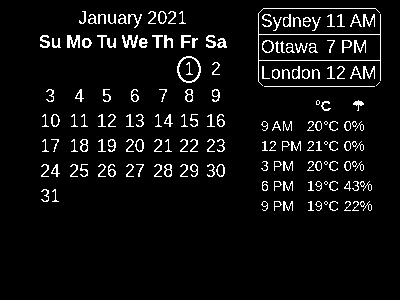 January 2021
Su Mo Tu We Th Fr Sa
1 2
3 4 5 6 7 8 9
10 11 12 13 14 15 16
17 18 19 20 21 22 23
24 25 26 27 28 29 30
31
Sydney 11 AM
Ottawa 7 PM
London 12 AM
°C
9 AM 20°C 0%
12 PM 21°C 0%
3 PM 20°C 0%
6 PM 19°C 43%
9 PM 19°C 22%